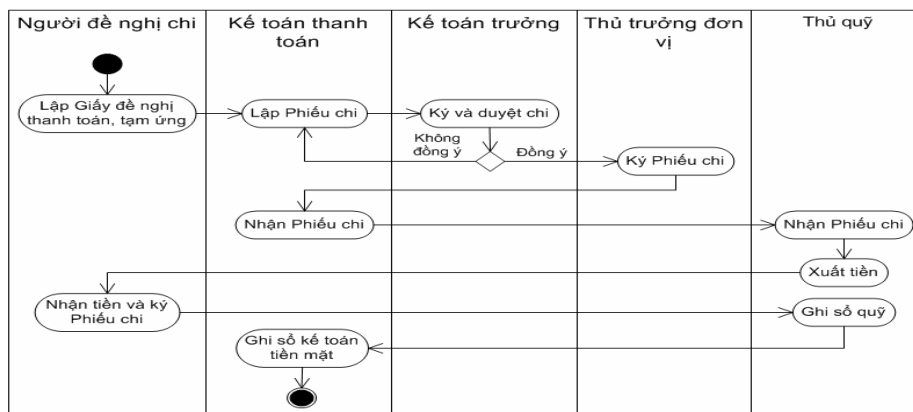 Người đề nghị chi
Kế toán thanh
toán
Kế toán trưởng
Thủ trưởng đơn
vị
Thủ quỹ
Lập Giấy đề nghị
thanh toán, tạm ứng
Lập Phiếu chi
Ký và duyệt chi
Không
đồng ý
Đồng ý
Ký Phiếu chi
Nhận Phiếu chi
Nhận Phiếu chi
Xuất tiền
Nhận tiền và ký
Phiếu chi
Ghi sổ quỹ
Ghi sổ kế toán
tiền mặt